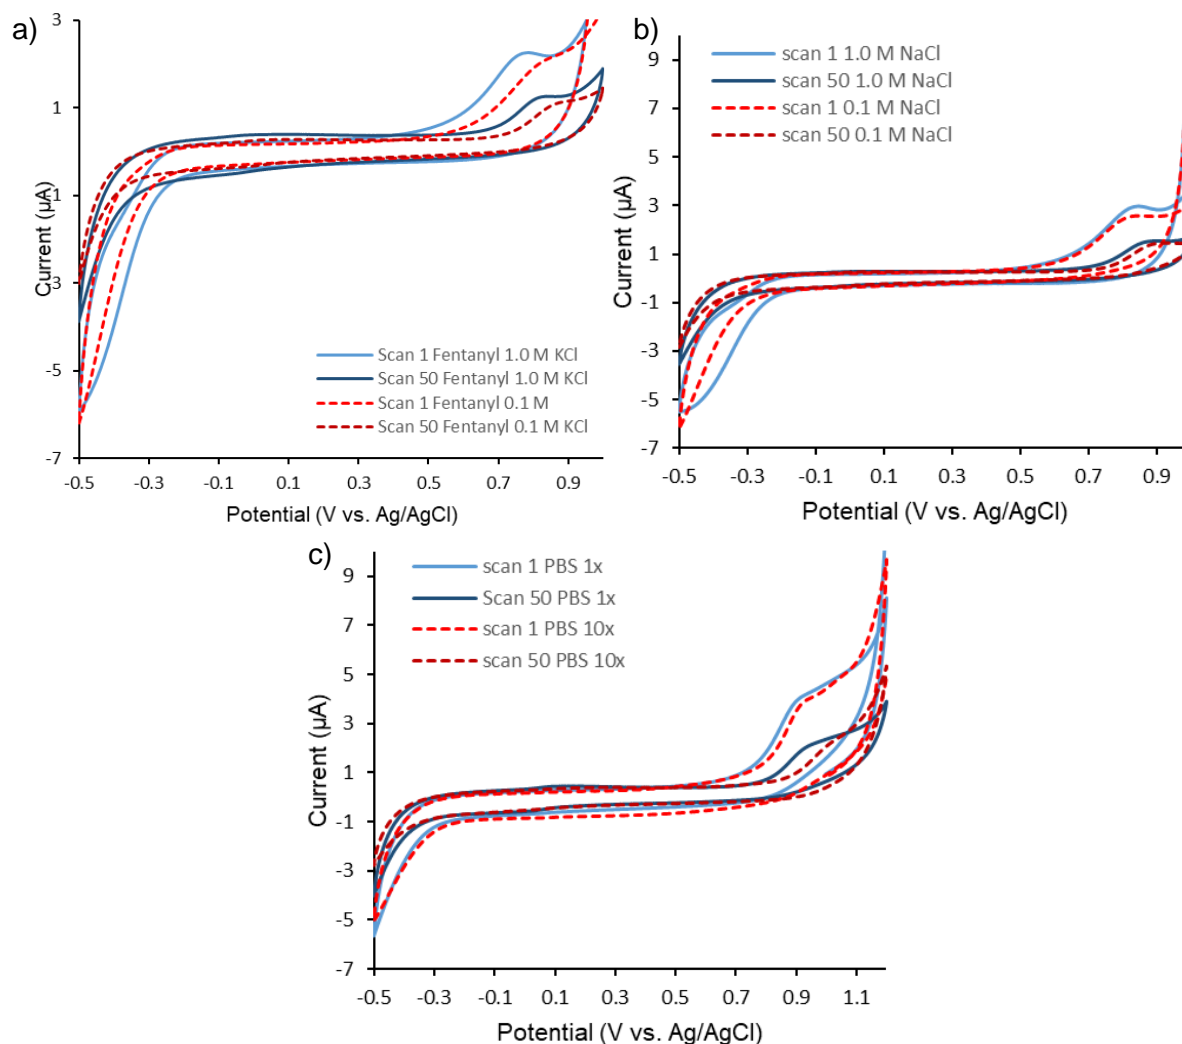 a)
3
1
-1
-3
-5
-7
Current (µA)
Scan 1 Fentanyl 1.0 M KCl
Scan 50 Fentanyl 1.0 M KCl
Scan 1 Fentanyl 0.1 M
Scan 50 Fentanyl 0.1 M KCl
-0.5 -0.3 -0.1 0.1 0.3 0.5 0.7 0.9
Potential (V vs. Ag/AgCl)
b)
9
7
5
3
1
-1
-3
-5
-7
Current (µA)
scan 1 1.0 M NaCl
scan 50 1.0 M NaCl
scan 1 0.1 M NaCl
scan 50 0.1 M NaCl
-0.5 -0.3 -0.1 0.1 0.3 0.5 0.7 0.9
Potential (V vs. Ag/AgCl)
c)
9
7
5
3
1
-1
-3
-5
-7
Current (µA)
scan 1 PBS 1x
Scan 50 PBS 1x
scan 1 PBS 10x
scan 50 PBS 10x
-0.5 -0.3 -0.1 0.1 0.3 0.5 0.7 0.9 1.1
Potential (V vs. Ag/AgCl)